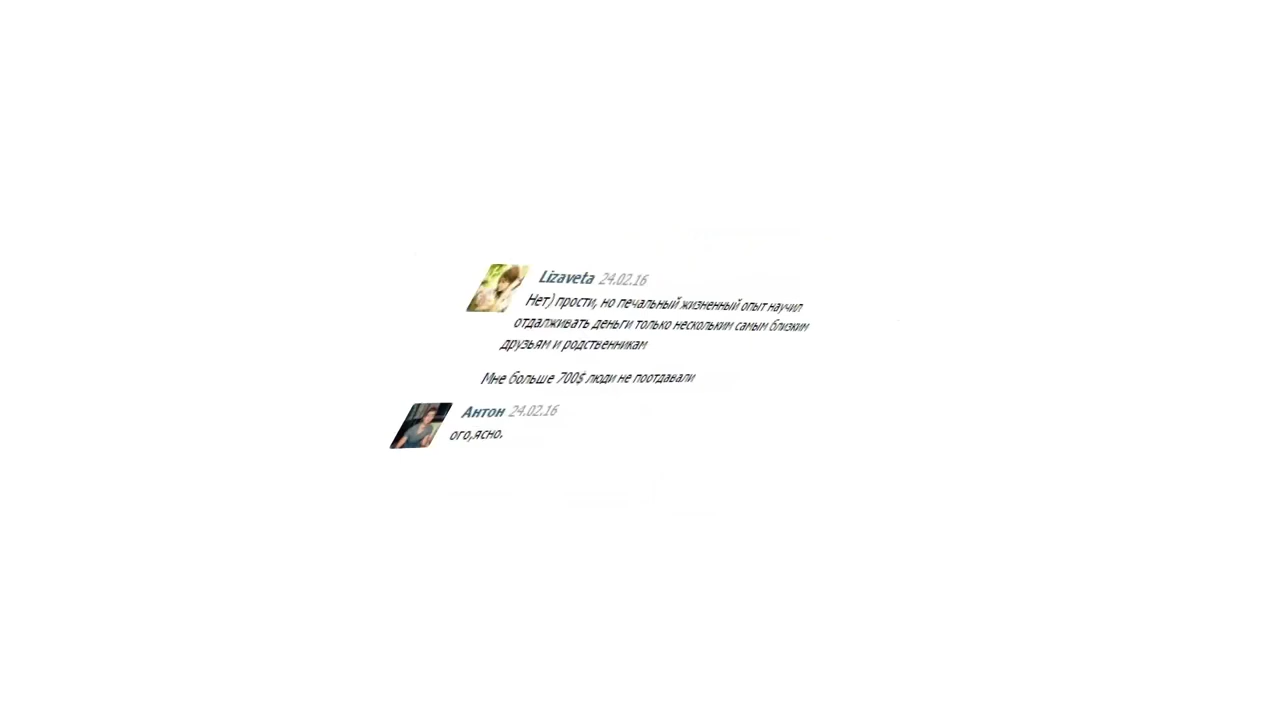 Lizaveta 24.02.16
Нет) прости, но печальный жизненный опыт научил
отдалживать деньги только нескольким самым близким
друзьям и родственникам
Мне больше 700$ люди не поотдавали
Антон 24.02.16
ого,ясно.